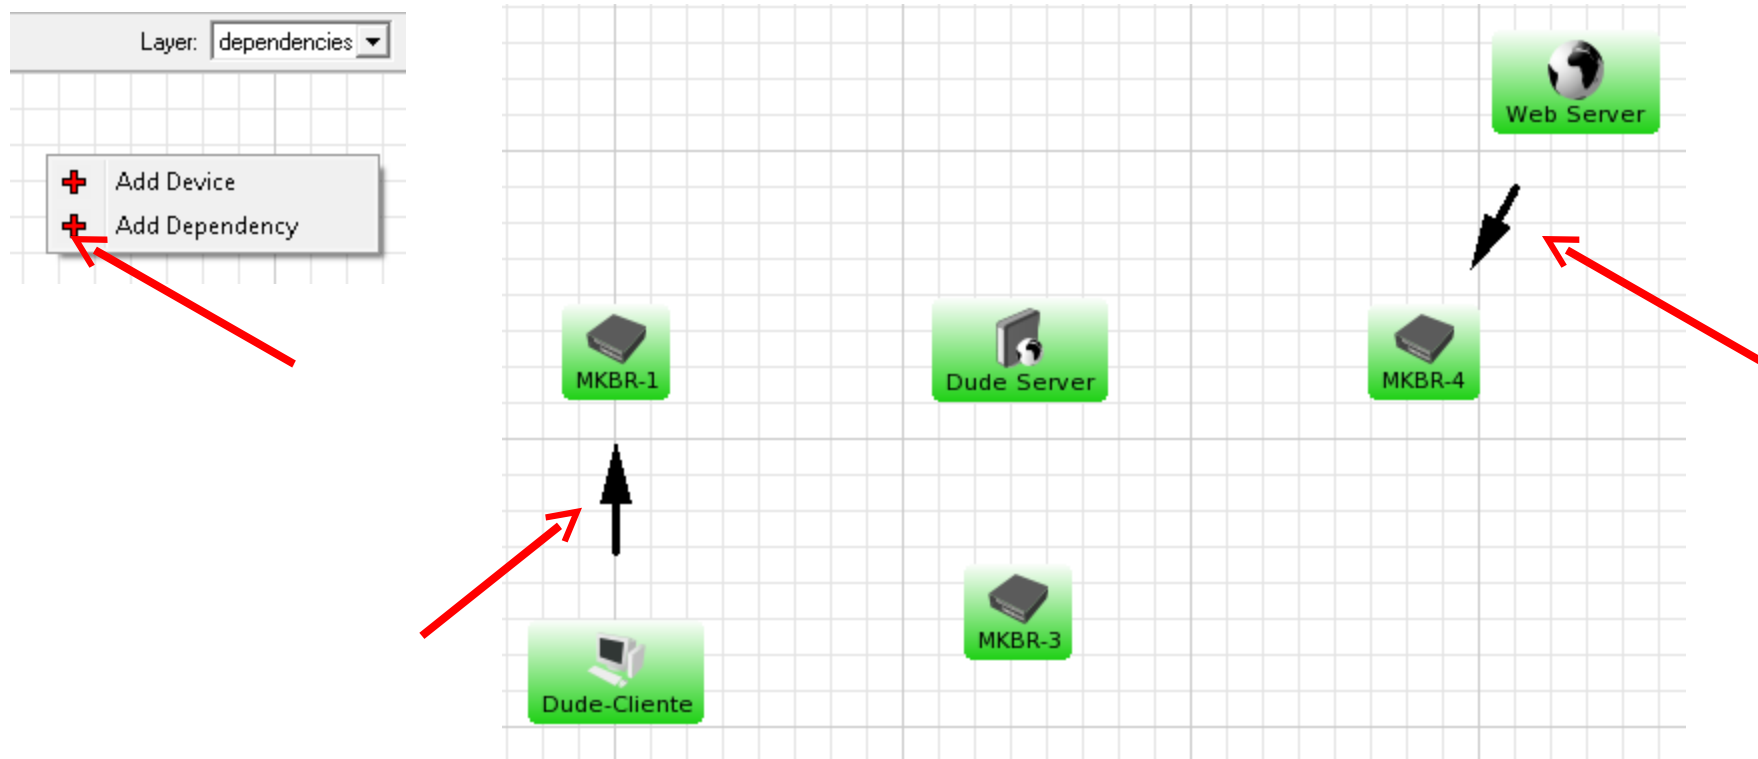 Layer: dependencies
Add Device
Add Dependency
Web Server
MKBR-1
Dude Server
MKBR-4
MKBR-3
Dude-Cliente